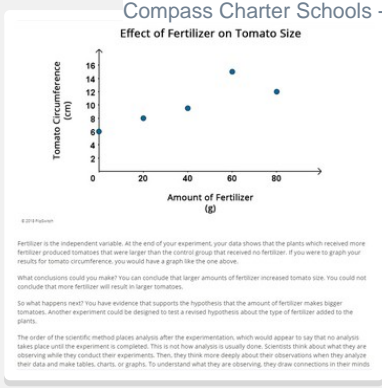 Compass Charter Schools -
Effect of Fertilizer on Tomato Size
Tomato Circumference
(cm)
16
14
12
10
8
6
4
2
0 20 40 60 80
Amount of Fertilizer
(g)
Fertilizer is the independent variable. At the end of your experiment, your data shows that the plants which received more
fertilizer produced tomatoes that were larger than the control group that received no fertilizer. If you were to graph your
results for tomato circumference, you would have a graph like the one above.
What conclusions could you make? You can conclude that larger amounts of fertilizer increased tomato size. You could not
conclude that more fertilizer will result in larger tomatoes.
So what happens next? You have evidence that supports the hypothesis that the amount of fertilizer makes bigger
tomatoes. Another experiment could be designed to test a revised hypothesis about the type of fertilizer added to the
plants.
The order of the scientific method places analysis after the experimentation, which would appear to say that no analysis
takes place until the experiment is completed. This is not how analysis is usually done. Scientists think about what they are
observing while they conduct their experiments. Then, they think more deeply about their observations when they analyze
their data and make tables, charts, or graphs. To understand what they are observing, they draw connections in their minds